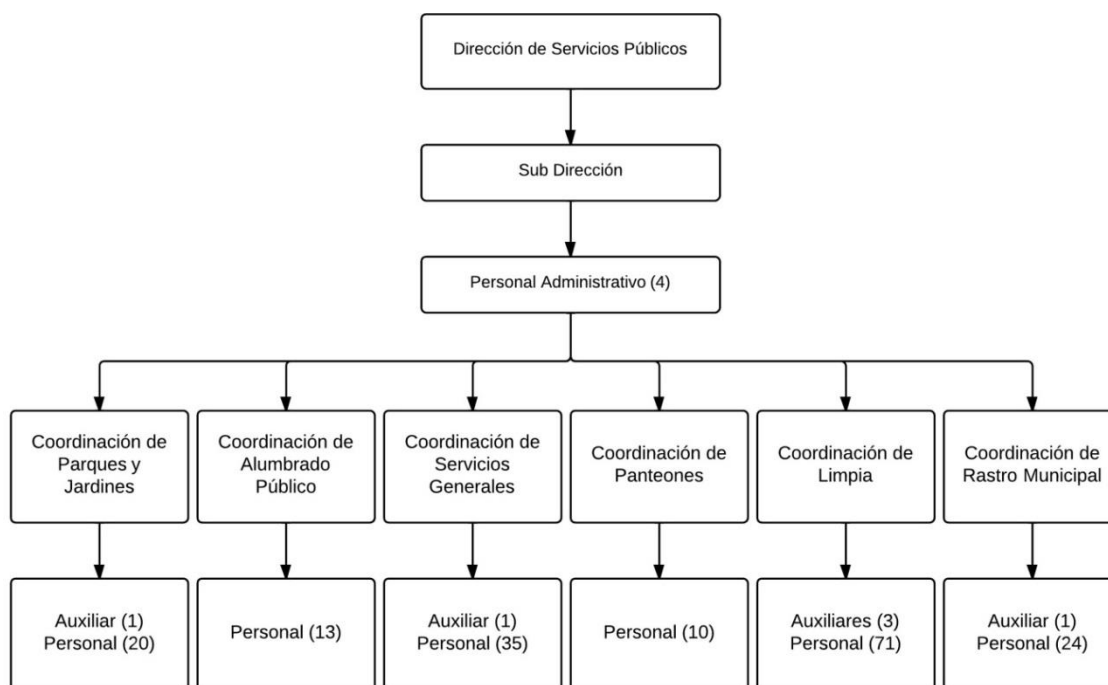 Dirección de Servicios Públicos
Sub Dirección
Personal Administrativo (4)
Coordinación de
Parques y
Jardines
Coordinación de
Alumbrado
Público
Coordinación de
Servicios
Generales
Coordinación de
Panteones
Coordinación de
Limpia
Coordinación de
Rastro Municipal
Auxiliar (1)
Personal (20)
Personal (13)
Auxiliar (1)
Personal (35)
Personal (10)
Auxiliares (3)
Personal (71)
Auxiliar (1)
Personal (24)